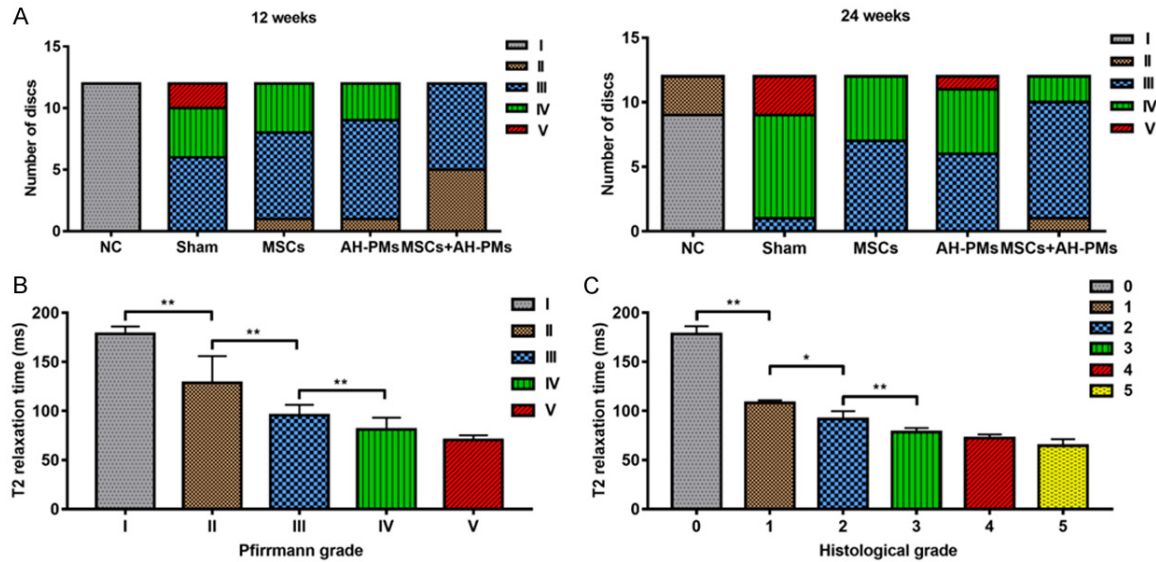 A
12 weeks
Number of discs
15
10
5
0
NC Sham MSCs AH-PMs MSCs+AH-PMs
I
II
III
IV
V
24 weeks
Number of discs
15
10
5
0
NC Sham MSCs AH-PMs MSCs+AH-PMs
I
II
III
IV
V
B
T2 relaxation time (ms)
200
150
100
50
0
**
**
**
I II III IV V
Pfirrmann grade
I
II
III
IV
V
C
T2 relaxation time (ms)
200
150
100
50
0
**
*
**
0 1 2 3 4 5
Histological grade
0
1
2
3
4
5